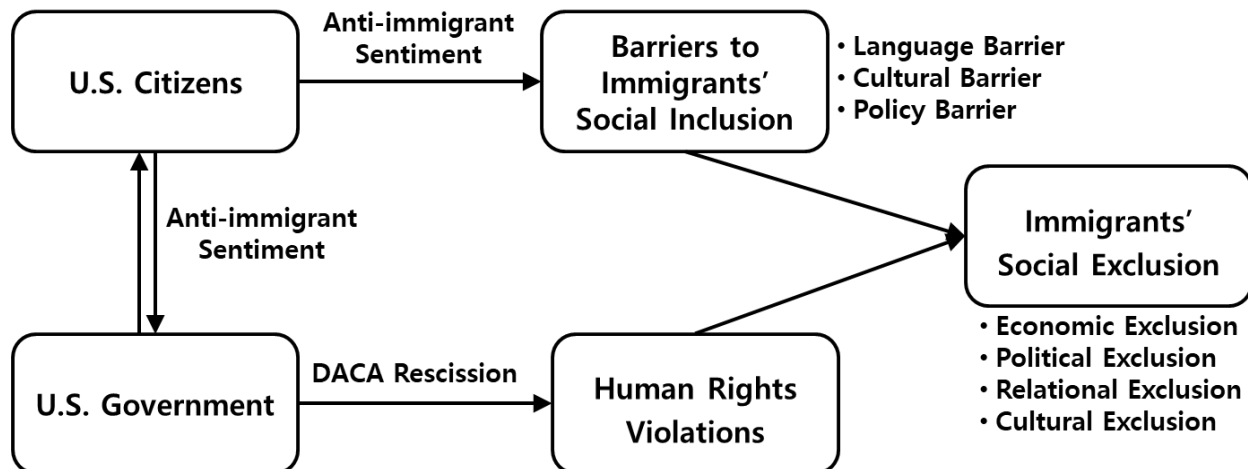 U.S. Citizens
Anti-immigrant
Sentiment
Barriers to
Immigrants’
Social Inclusion
• Language Barrier
• Cultural Barrier
• Policy Barrier
Anti-immigrant
Sentiment
Immigrants’
Social Exclusion
• Economic Exclusion
• Political Exclusion
• Relational Exclusion
• Cultural Exclusion
U.S. Government
DACA Rescission
Human Rights
Violations